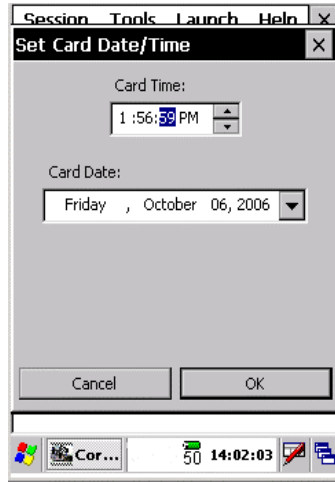 Session Tools Launch Help X
Set Card Date/Time X
Card Time:
1 :56:59 PM
Card Date:
Friday , October 06, 2006
Cancel OK
Cor... 50 14:02:03